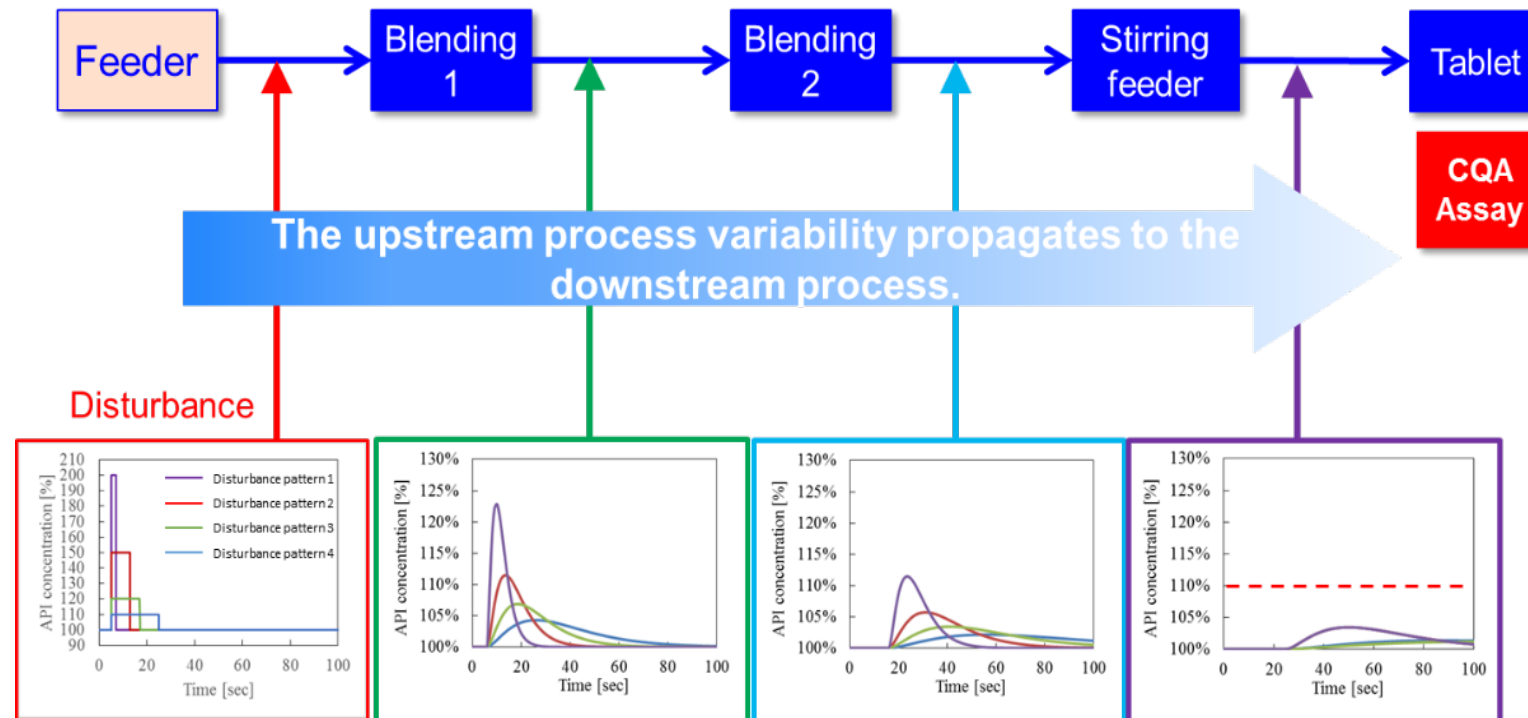 Feeder
Blending
1
Blending
2
Stirring
feeder
Tablet
CQA
Assay
The upstream process variability propagates to the
downstream process.
Disturbance
API concentration [%]
210
200
190
180
170
160
150
140
130
120
110
100
90
Disturbance pattern 1
Disturbance pattern 2
Disturbance pattern 3
Disturbance pattern 4
0 20 40 60 80 100
Time [sec]
API concentration [%]
130%
125%
120%
115%
110%
105%
100%
0 20 40 60 80 100
Time [sec]
API concentration [%]
130%
125%
120%
115%
110%
105%
100%
0 20 40 60 80 100
Time [sec]
API concentration [%]
130%
125%
120%
115%
110%
105%
100%
0 20 40 60 80 100
Time [sec]